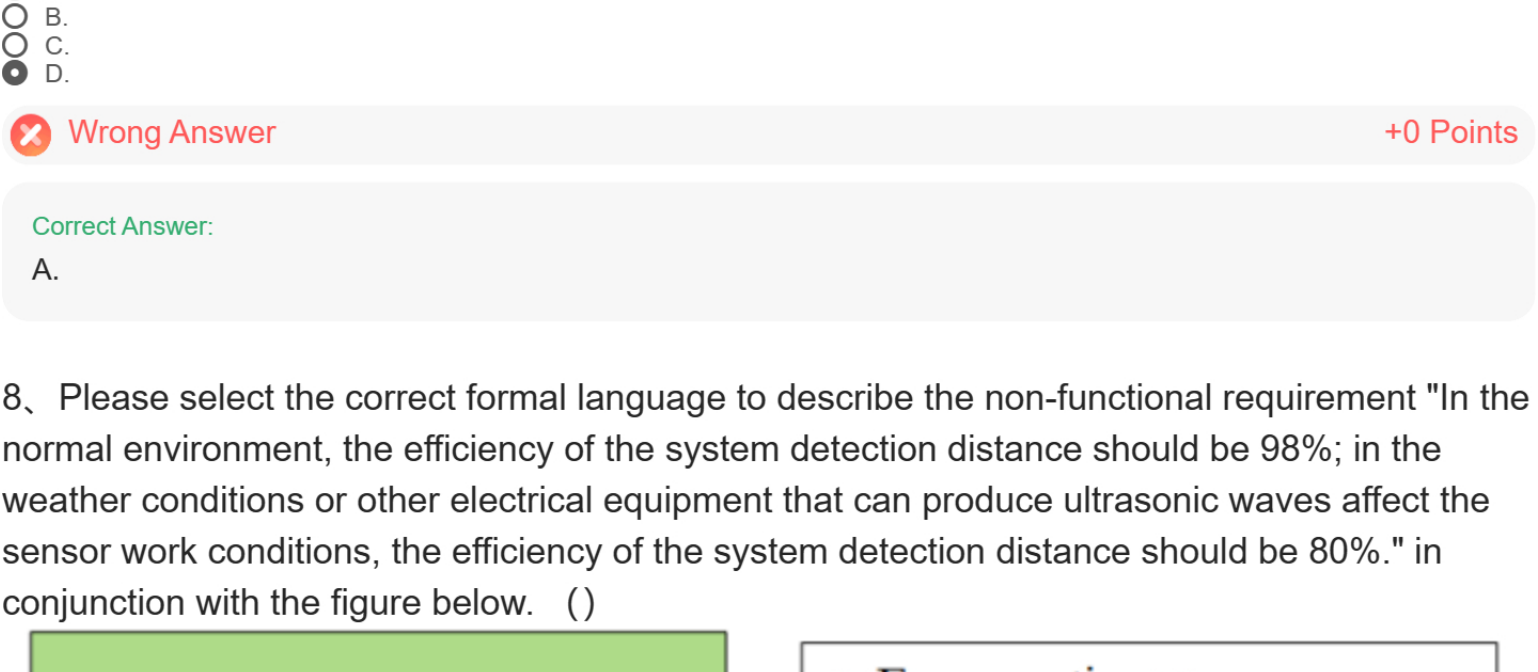 B.
C.
D.
Wrong Answer +0 Points
Correct Answer:
A.
8、Please select the correct formal language to describe the non-functional requirement "In the
normal environment, the efficiency of the system detection distance should be 98%; in the
weather conditions or other electrical equipment that can produce ultrasonic waves affect the
sensor work conditions, the efficiency of the system detection distance should be 80%." in
conjunction with the figure below. ()